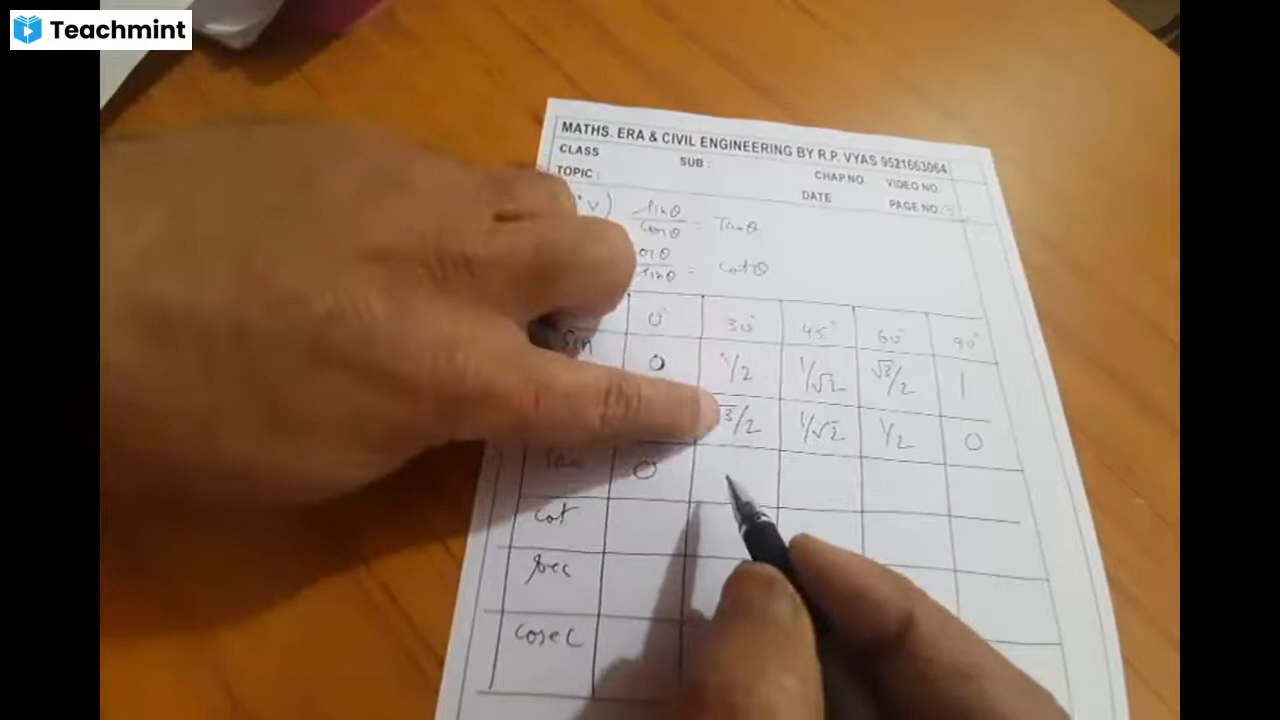 Teachmint
MATHS. ERA & CIVIL ENGINEERING BY R.P. VYAS 9521663064
CLASS SUB : CHAP.NO. VIDEO NO.
TOPIC : DATE PAGE NO.
v) sinθ/cosθ = Tanθ
osθ/sinθ = cotθ
0° 30° 45° 60° 90°
Sin 0 1/2 1/√2 √3/2 1
√3/2 1/√2 1/2 0
Tan 0
Cot
Sec
Cosec